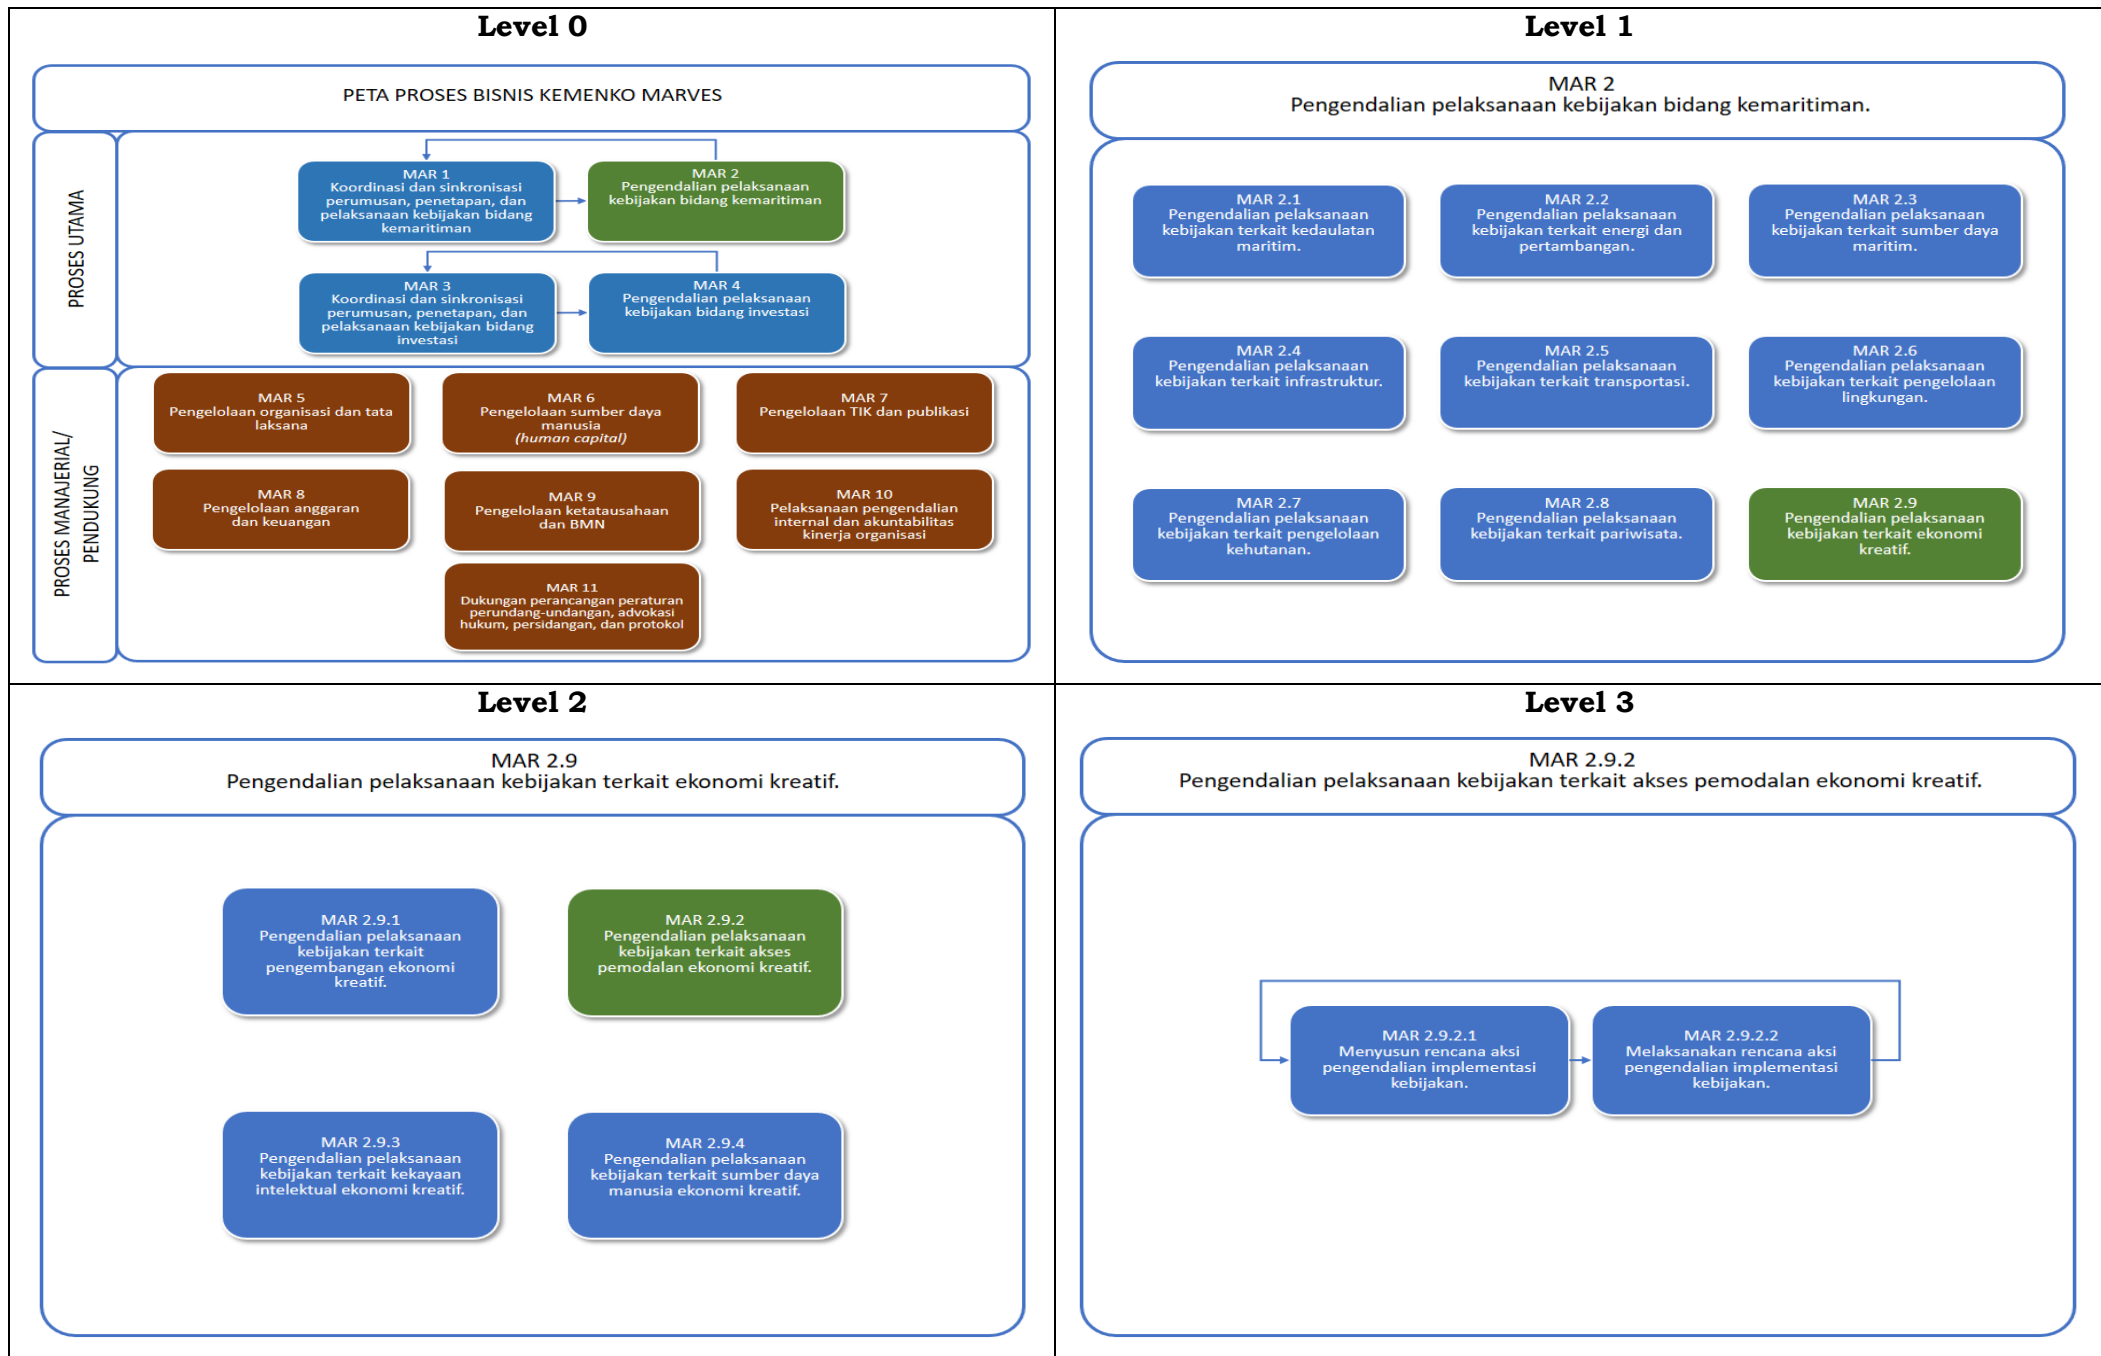 Level 0
PETA PROSES BISNIS KEMENKO MARVES
PROSES UTAMA
MAR 1
Koordinasi dan sinkronisasi
perumusan, penetapan, dan
pelaksanaan kebijakan bidang
kemaritiman
MAR 2
Pengendalian pelaksanaan
kebijakan bidang kemaritiman
MAR 3
Koordinasi dan sinkronisasi
perumusan, penetapan, dan
pelaksanaan kebijakan bidang
investasi
MAR 4
Pengendalian pelaksanaan
kebijakan bidang investasi
PROSES MANAJERIAL/
PENDUKUNG
MAR 5
Pengelolaan organisasi dan tata
laksana
MAR 6
Pengelolaan sumber daya
manusia
(human capital)
MAR 7
Pengelolaan TIK dan publikasi
MAR 8
Pengelolaan anggaran
dan keuangan
MAR 9
Pengelolaan ketatausahaan
dan BMN
MAR 10
Pelaksanaan pengendalian
internal dan akuntabilitas
kinerja organisasi
MAR 11
Dukungan perancangan peraturan
perundang-undangan, advokasi
hukum, persidangan, dan protokol
Level 1
MAR 2
Pengendalian pelaksanaan kebijakan bidang kemaritiman.
MAR 2.1
Pengendalian pelaksanaan
kebijakan terkait kedaulatan
maritim.
MAR 2.2
Pengendalian pelaksanaan
kebijakan terkait energi dan
pertambangan.
MAR 2.3
Pengendalian pelaksanaan
kebijakan terkait sumber daya
maritim.
MAR 2.4
Pengendalian pelaksanaan
kebijakan terkait infrastruktur.
MAR 2.5
Pengendalian pelaksanaan
kebijakan terkait transportasi.
MAR 2.6
Pengendalian pelaksanaan
kebijakan terkait pengelolaan
lingkungan.
MAR 2.7
Pengendalian pelaksanaan
kebijakan terkait pengelolaan
kehutanan.
MAR 2.8
Pengendalian pelaksanaan
kebijakan terkait pariwisata.
MAR 2.9
Pengendalian pelaksanaan
kebijakan terkait ekonomi
kreatif.
Level 2
MAR 2.9
Pengendalian pelaksanaan kebijakan terkait ekonomi kreatif.
MAR 2.9.1
Pengendalian pelaksanaan
kebijakan terkait
pengembangan ekonomi
kreatif.
MAR 2.9.2
Pengendalian pelaksanaan
kebijakan terkait akses
pemodalan ekonomi kreatif.
MAR 2.9.3
Pengendalian pelaksanaan
kebijakan terkait kekayaan
intelektual ekonomi kreatif.
MAR 2.9.4
Pengendalian pelaksanaan
kebijakan terkait sumber daya
manusia ekonomi kreatif.
Level 3
MAR 2.9.2
Pengendalian pelaksanaan kebijakan terkait akses pemodalan ekonomi kreatif.
MAR 2.9.2.1
Menyusun rencana aksi
pengendalian implementasi
kebijakan.
MAR 2.9.2.2
Melaksanakan rencana aksi
pengendalian implementasi
kebijakan.